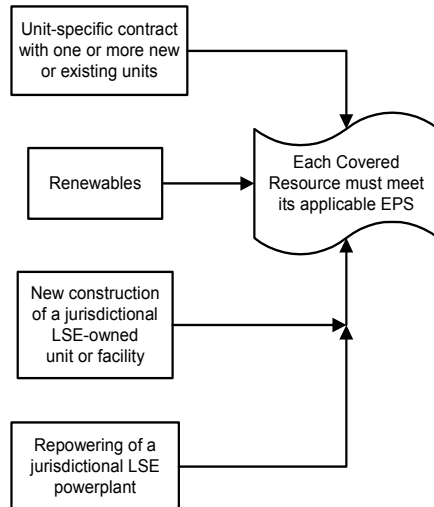 Unit-specific contract
with one or more new
or existing units
Each Covered
Resource must meet
its applicable EPS
Renewables
New construction
of a jurisdictional
LSE-owned
unit or facility
Repowering of a
jurisdictional LSE
powerplant